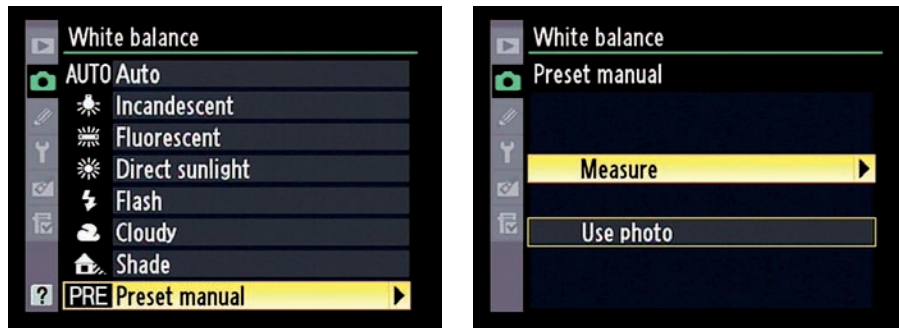 White balance
AUTO Auto
Incandescent
Fluorescent
Direct sunlight
Flash
Cloudy
Shade
? PRE Preset manual
White balance
Preset manual
Measure
Use photo